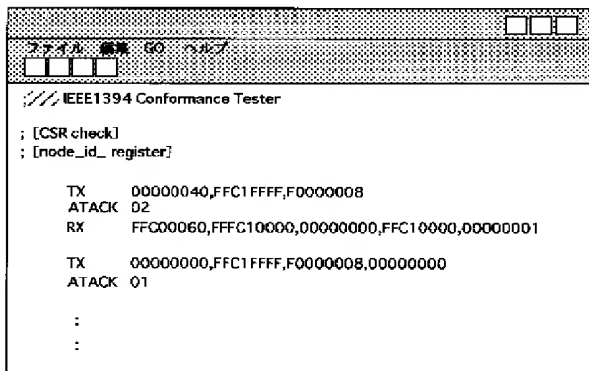 ファイル 編集 GO ヘルプ
;/// IEEE1394 Conformance Tester
; [CSR check]
; [node_id_ register]
TX 00000040,FFC1FFFF,F0000008
ATACK 02
RX FFC00060,FFFC10000,00000000,FFC10000,00000001
TX 00000000,FFC1FFFF,F0000008,00000000
ATACK 01
:
: